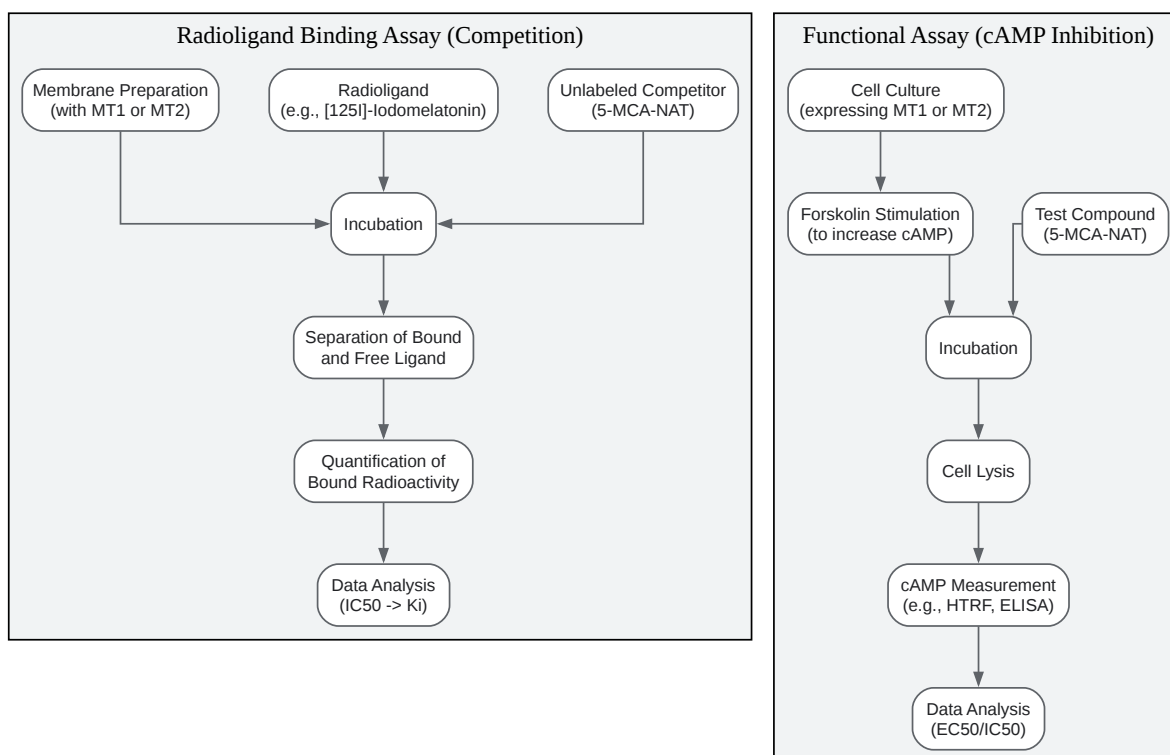 Radioligand Binding Assay (Competition)
Membrane Preparation
(with MT1 or MT2)
Radioligand
(e.g., [125I]-Iodomelatonin)
Unlabeled Competitor
(5-MCA-NAT)
Incubation
Separation of Bound
and Free Ligand
Quantification of
Bound Radioactivity
Data Analysis
(IC50 -> Ki)
Functional Assay (cAMP Inhibition)
Cell Culture
(expressing MT1 or MT2)
Forskolin Stimulation
(to increase cAMP)
Test Compound
(5-MCA-NAT)
Incubation
Cell Lysis
cAMP Measurement
(e.g., HTRF, ELISA)
Data Analysis
(EC50/IC50)